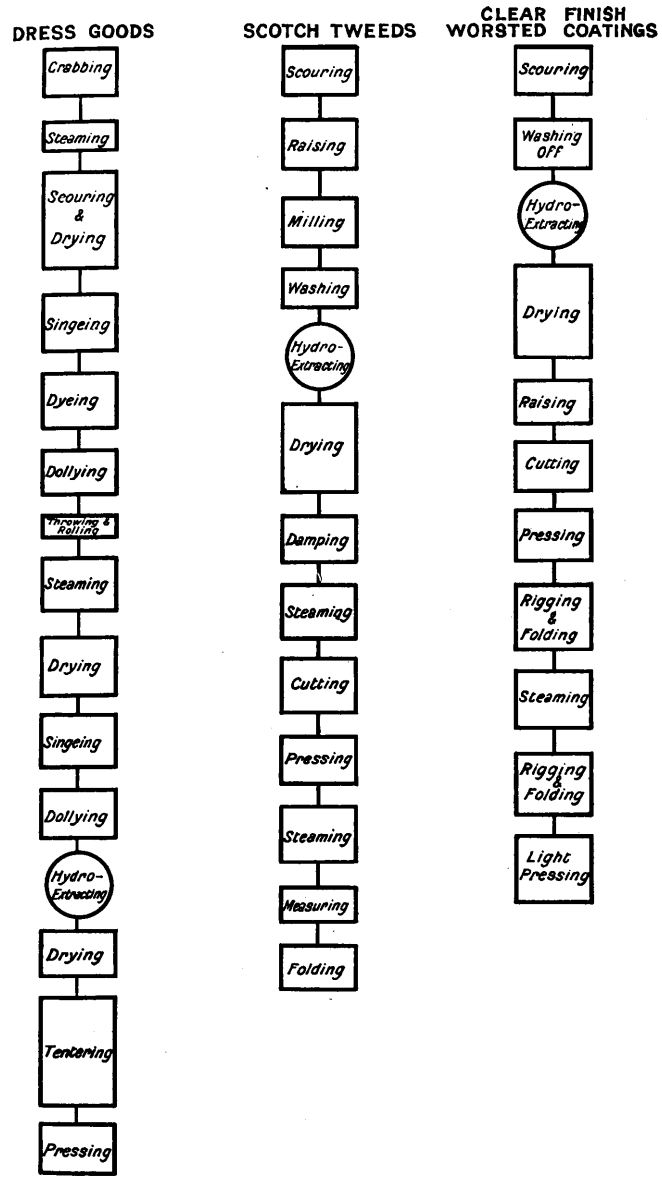 DRESS GOODS
Crabbing
Steaming
Scouring
&
Drying
Singeing
Dyeing
Dollying
Throwing &
Rolling
Steaming
Drying
Singeing
Dollying
Hydro-
Extracting
Drying
Tentering
Pressing
SCOTCH TWEEDS
Scouring
Raising
Milling
Washing
Hydro-
Extracting
Drying
Damping
Steaming
Cutting
Pressing
Steaming
Measuring
Folding
CLEAR FINISH
WORSTED COATINGS
Scouring
Washing
Off
Hydro-
Extracting
Drying
Raising
Cutting
Pressing
Rigging
&
Folding
Steaming
Rigging
&
Folding
Light
Pressing